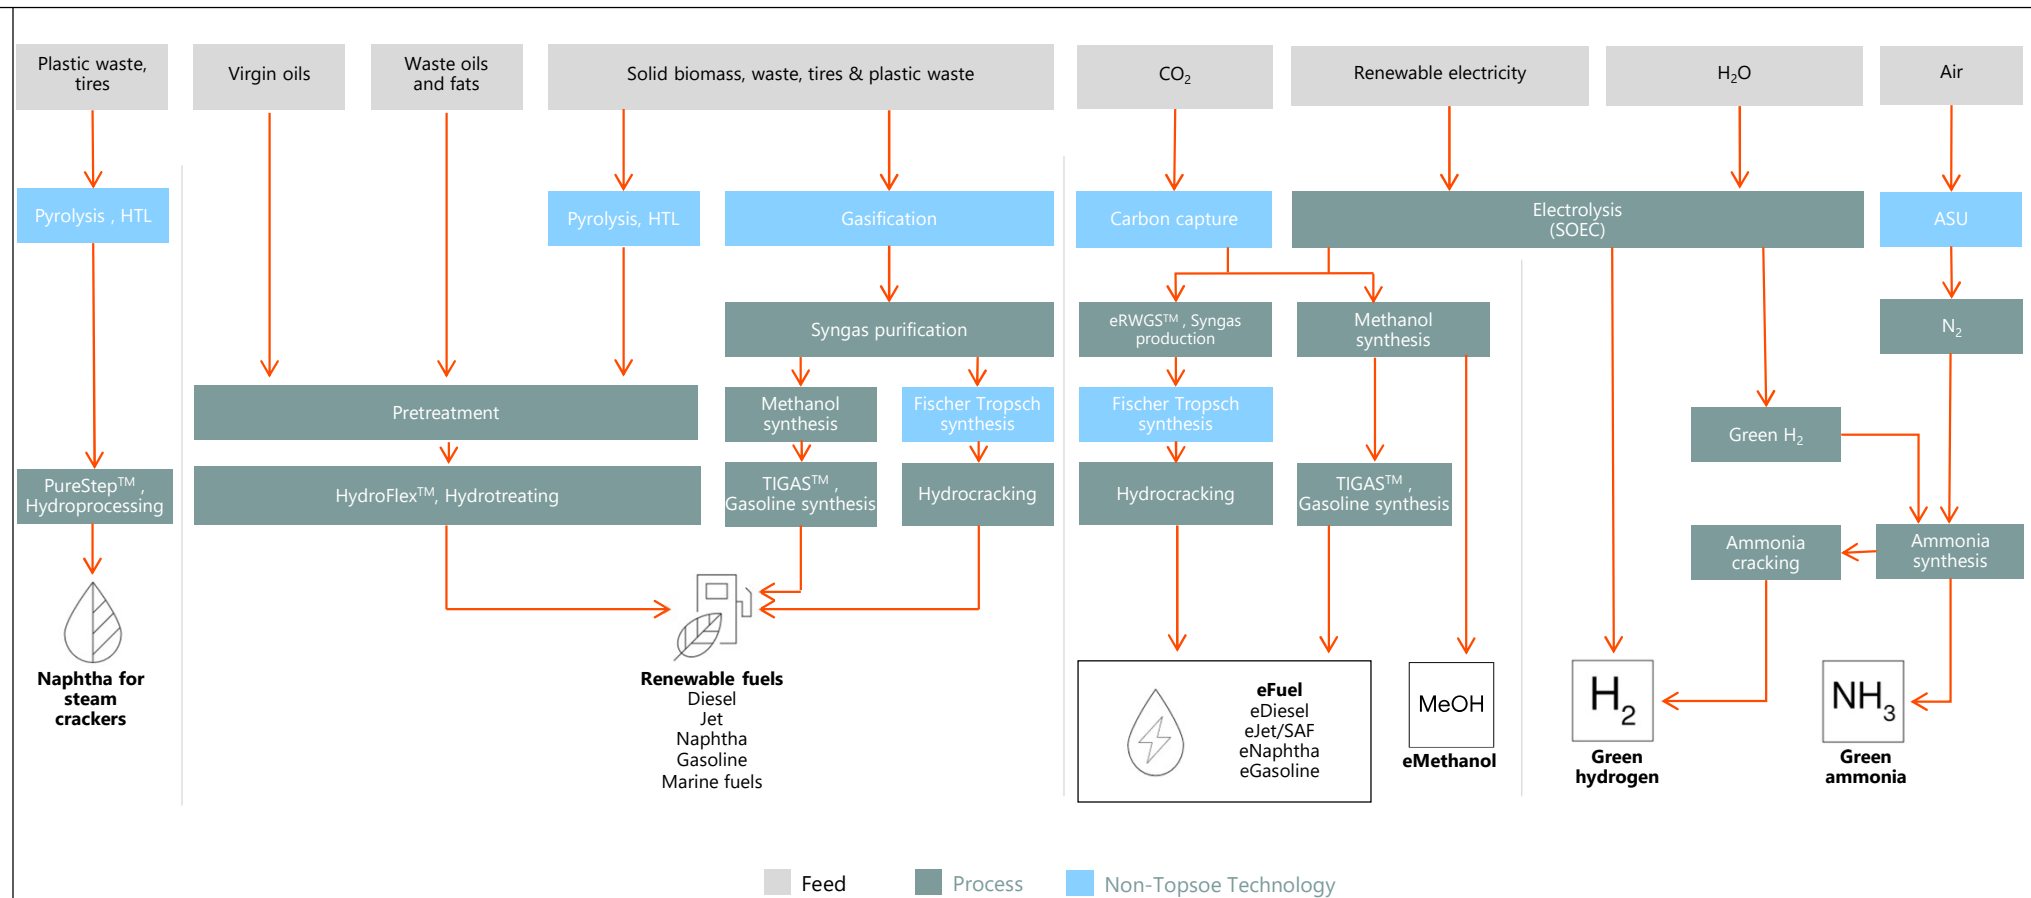 Plastic waste,
tires
Virgin oils
Waste oils
and fats
Solid biomass, waste, tires & plastic waste
CO₂
Renewable electricity
H₂O
Air
Pyrolysis , HTL
Pyrolysis, HTL
Gasification
Carbon capture
Electrolysis
(SOEC)
ASU
Syngas purification
eRWGS™ , Syngas
production
Methanol
synthesis
N₂
Pretreatment
Methanol
synthesis
Fischer Tropsch
synthesis
Fischer Tropsch
synthesis
Green H₂
PureStep™ ,
Hydroprocessing
HydroFlex™, Hydrotreating
TIGAS™ ,
Gasoline synthesis
Hydrocracking
Hydrocracking
TIGAS™ ,
Gasoline synthesis
Ammonia
cracking
Ammonia
synthesis
Naphtha for
steam
crackers
Renewable fuels
Diesel
Jet
Naphtha
Gasoline
Marine fuels
eFuel
eDiesel
eJet/SAF
eNaphtha
eGasoline
MeOH
eMethanol
H₂
Green
hydrogen
NH₃
Green
ammonia
Feed
Process
Non-Topsoe Technology